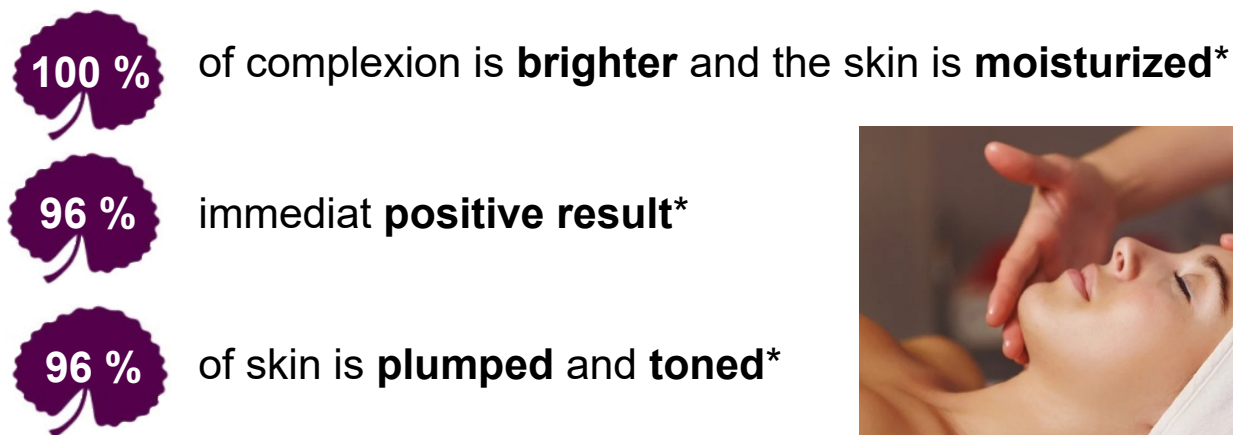 100 % of complexion is brighter and the skin is moisturized*
96 % immediat positive result*
96 % of skin is plumped and toned*